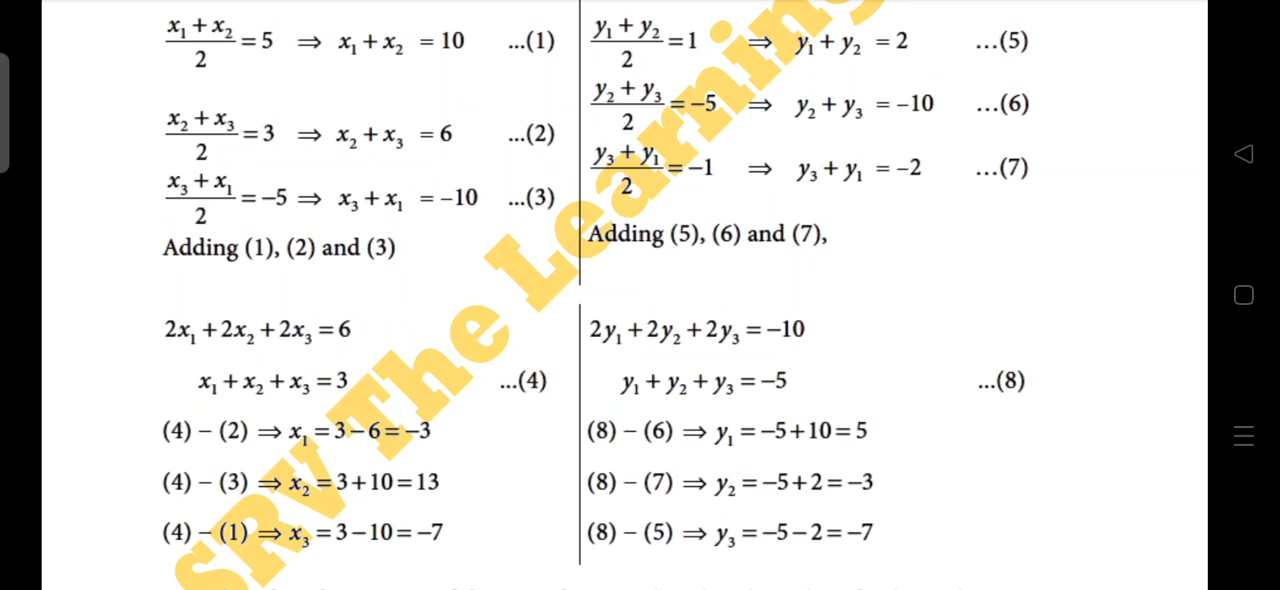 (x₁ + x₂)/2 = 5 ⇒ x₁ + x₂ = 10 ...(1)
(x₂ + x₃)/2 = 3 ⇒ x₂ + x₃ = 6 ...(2)
(x₃ + x₁)/2 = −5 ⇒ x₃ + x₁ = −10 ...(3)
Adding (1), (2) and (3)
2x₁ + 2x₂ + 2x₃ = 6
x₁ + x₂ + x₃ = 3 ...(4)
(4) − (2) ⇒ x₁ = 3 − 6 = −3
(4) − (3) ⇒ x₂ = 3 + 10 = 13
(4) − (1) ⇒ x₃ = 3 − 10 = −7
(y₁ + y₂)/2 = 1 ⇒ y₁ + y₂ = 2 ...(5)
(y₂ + y₃)/2 = −5 ⇒ y₂ + y₃ = −10 ...(6)
(y₃ + y₁)/2 = −1 ⇒ y₃ + y₁ = −2 ...(7)
Adding (5), (6) and (7),
2y₁ + 2y₂ + 2y₃ = −10
y₁ + y₂ + y₃ = −5 ...(8)
(8) − (6) ⇒ y₁ = −5 + 10 = 5
(8) − (7) ⇒ y₂ = −5 + 2 = −3
(8) − (5) ⇒ y₃ = −5 − 2 = −7
SRV The Learning